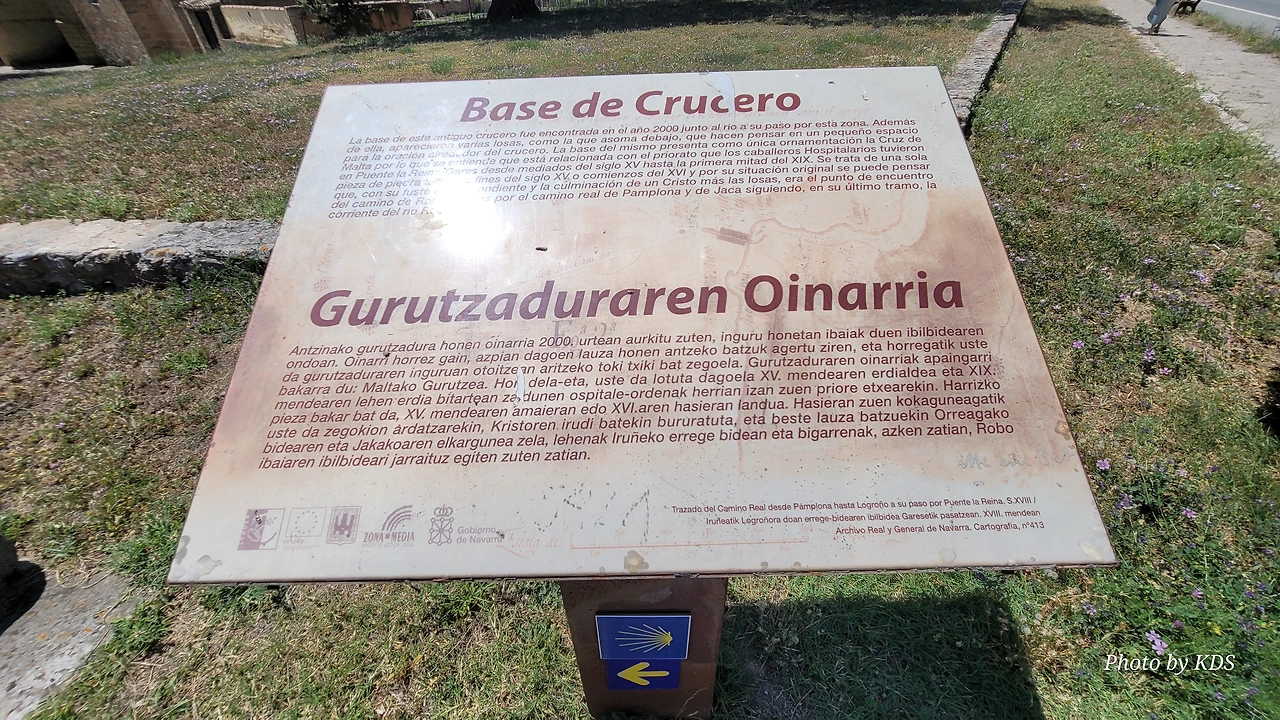 Base de Crucero
La base de este antiguo crucero fue encontrada en el año 2000 junto al río a su paso por esta zona. Además
de ella, aparecieron varias losas, como la que asoma debajo, que hacen pensar en un pequeño espacio
para la oración alrededor del crucero. La base del mismo presenta como única ornamentación la Cruz de
Malta por lo que se entiende que está relacionada con el priorato que los caballeros Hospitalarios tuvieron
en Puente la Reina/Gares desde mediados del siglo XV hasta la primera mitad del XIX. Se trata de una sola
pieza de piedra fines del siglo XV o comienzos del XVI y por su situación original se puede pensar
que, con su fuste y la culminación de un Cristo más las losas, era el punto de encuentro
del camino de por el camino real de Pamplona y de Jaca siguiendo, en su último tramo, la
corriente del río
Gurutzaduraren Oinarria
Antzinako gurutzadura honen oinarria 2000. urtean aurkitu zuten, inguru honetan ibaiak duen ibilbidearen
ondoan. Oinarri horrez gain, azpian dagoen lauza honen antzeko batzuk agertu ziren, eta horregatik uste
da gurutzaduraren inguruan otoitzean aritzeko toki txiki bat zegoela. Gurutzaduraren oinarriak apaingarri
bakarra du: Maltako Gurutzea. Hori dela-eta, uste da lotuta dagoela XV. mendearen erdialdea eta XIX.
mendearen lehen erdia bitartean zaldunen ospitale-ordenak herrian izan zuen priore etxearekin. Harrizko
pieza bakar bat da, XV. mendearen amaieran edo XVI.aren hasieran landua. Hasieran zuen kokaguneagatik
uste da zegokion ardatzarekin, Kristoren irudi batekin bururatuta, eta beste lauza batzuekin Orreagako
bidearen eta Jakakoaren elkargunea zela, lehenak Iruñeko errege bidean eta bigarrenak, azken zatian, Robo
ibaiaren ibilbideari jarraituz egiten zuten zatian.
Trazado del Camino Real desde Pamplona hasta Logroño a su paso por Puente la Reina. S.XVIII /
Iruñeatik Logroñora doan errege-bidearen ibilbidea Garesetik pasatzean. XVIII. mendean
Archivo Real y General de Navarra. Cartografía, nº413
ZONA MEDIA
Gobierno
de Navarra
Photo by KDS